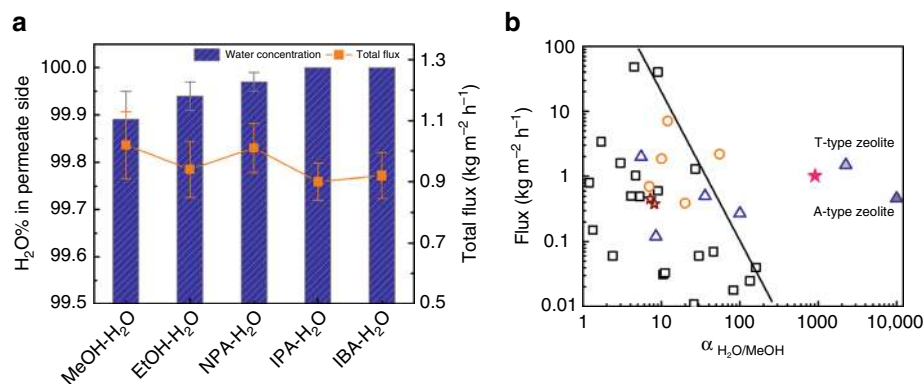 a
Water concentration
Total flux
100.0
99.9
99.8
99.7
99.6
99.5
H₂O% in permeate side
1.3
1.1
0.9
0.7
0.5
Total flux (kg m⁻² h⁻¹)
MeOH-H₂O
EtOH-H₂O
NPA-H₂O
IPA-H₂O
IBA-H₂O
b
100
10
1
0.1
0.01
Flux (kg m⁻² h⁻¹)
T-type zeolite
A-type zeolite
1
10
100
1000
10,000
α H₂O/MeOH